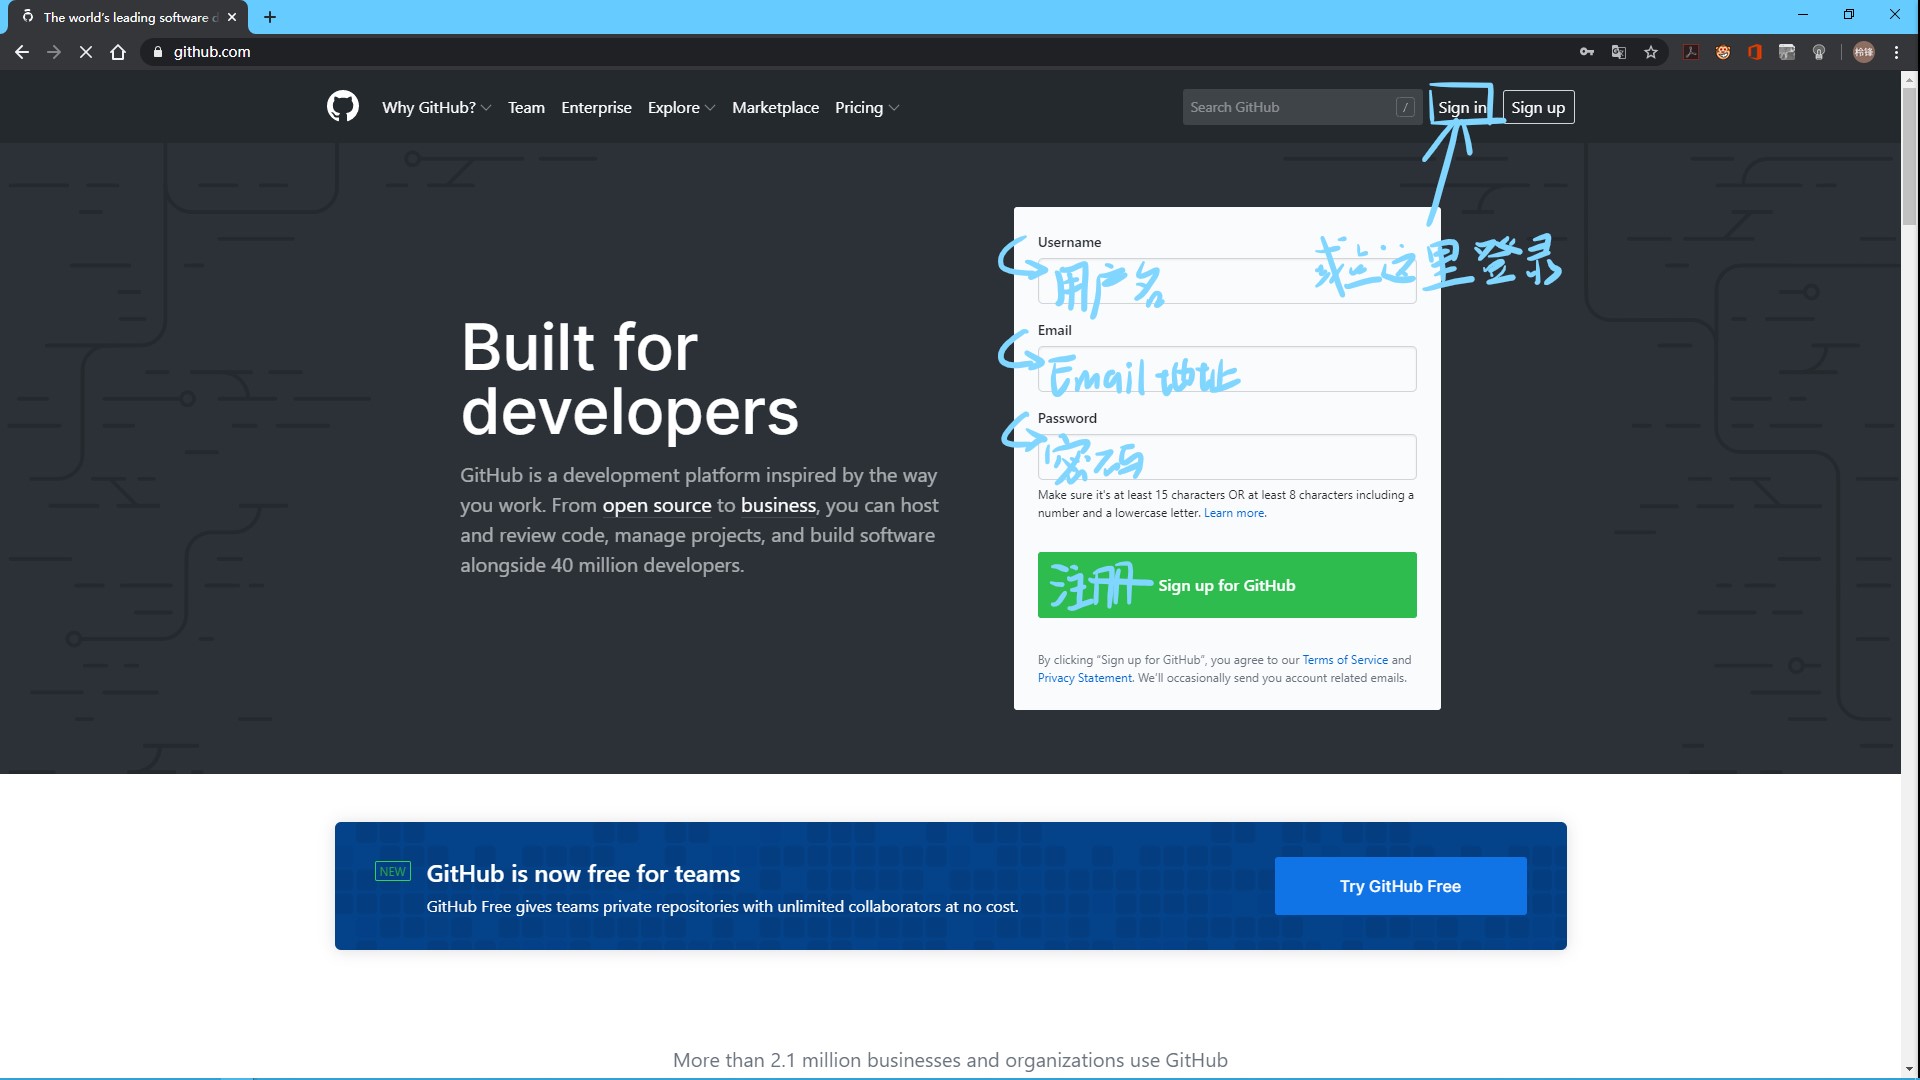 The world's leading software d
github.com
柃锋
Why GitHub? Team Enterprise Explore Marketplace Pricing
Search GitHub /
Sign in
Sign up
Username
用户名
或点这里登录
Email
Email 地址
Password
密码
Make sure it's at least 15 characters OR at least 8 characters including a
number and a lowercase letter. Learn more.
注册 Sign up for GitHub
By clicking “Sign up for GitHub”, you agree to our Terms of Service and
Privacy Statement. We'll occasionally send you account related emails.
Built for
developers
GitHub is a development platform inspired by the way
you work. From open source to business, you can host
and review code, manage projects, and build software
alongside 40 million developers.
NEW GitHub is now free for teams
GitHub Free gives teams private repositories with unlimited collaborators at no cost.
Try GitHub Free
More than 2.1 million businesses and organizations use GitHub